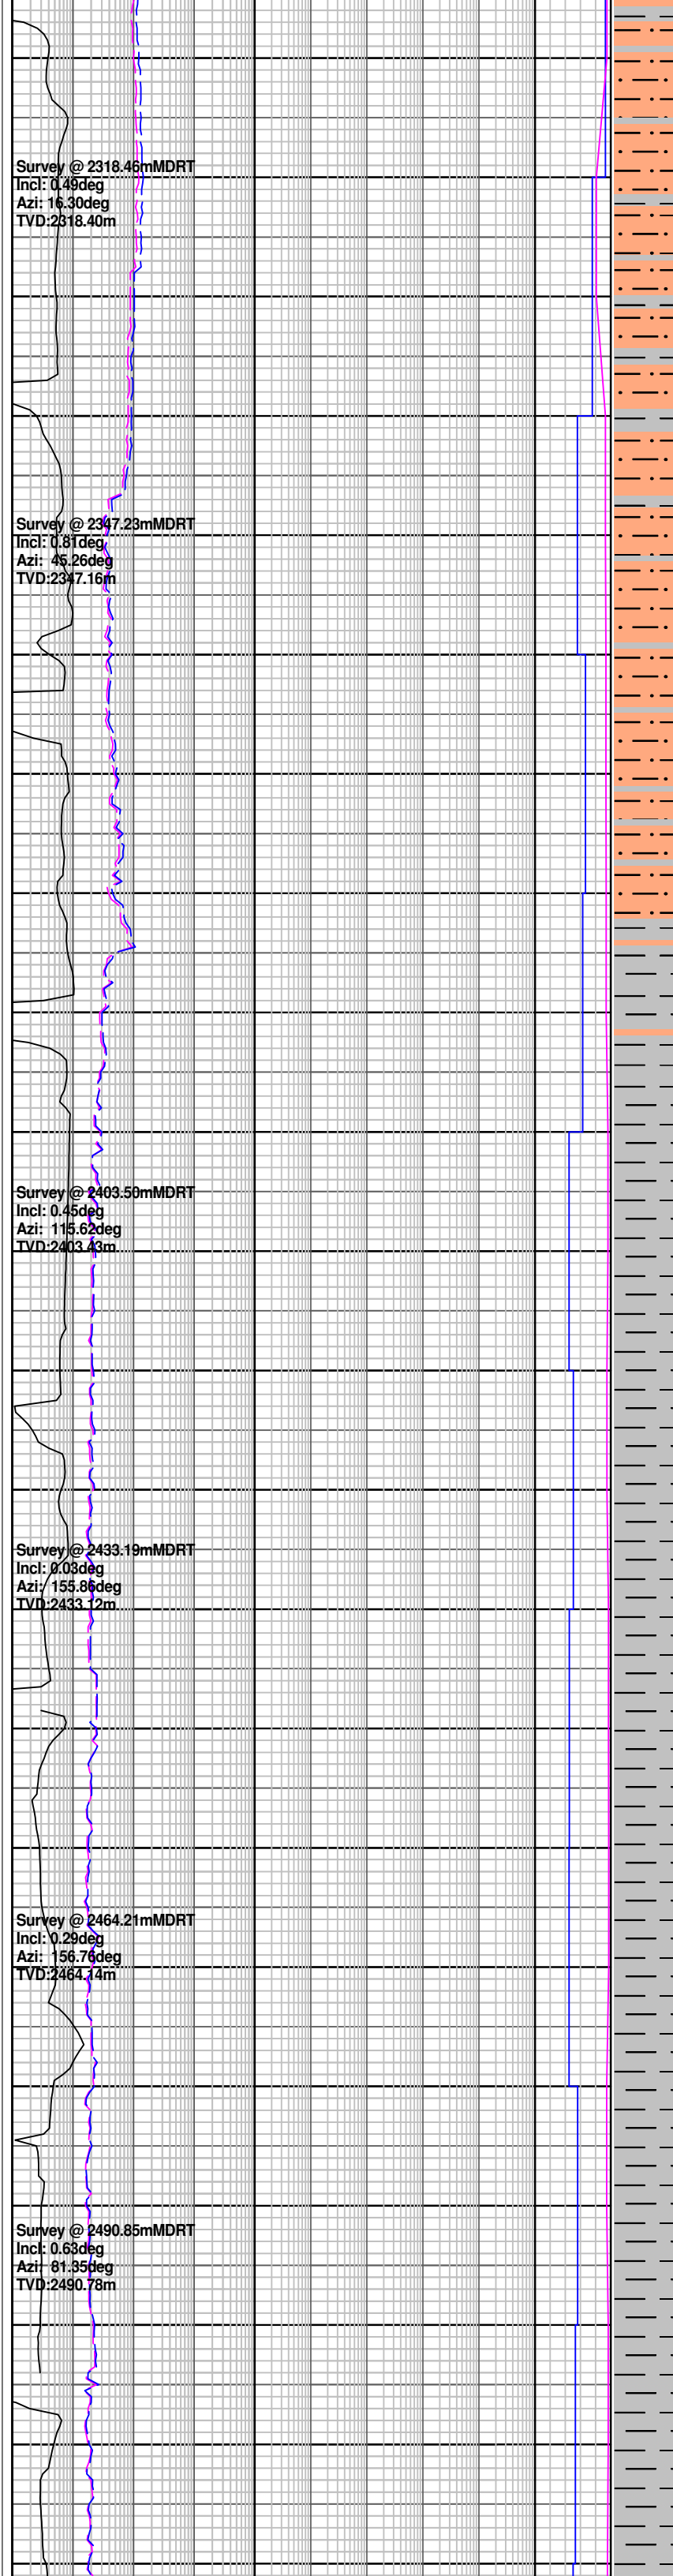 Survey @ 2318.46mMDRT
Incl: 0.49deg
Azi: 16.30deg
TVD:2318.40m
Survey @ 2347.23mMDRT
Incl: 0.81deg
Azi: 45.26deg
TVD:2347.16m
Survey @ 2403.50mMDRT
Incl: 0.45deg
Azi: 115.62deg
TVD:2403.43m
Survey @ 2433.19mMDRT
Incl: 0.03deg
Azi: 155.86deg
TVD:2433.12m
Survey @ 2464.21mMDRT
Incl: 0.29deg
Azi: 156.76deg
TVD:2464.14m
Survey @ 2490.85mMDRT
Incl: 0.63deg
Azi: 81.35deg
TVD:2490.78m